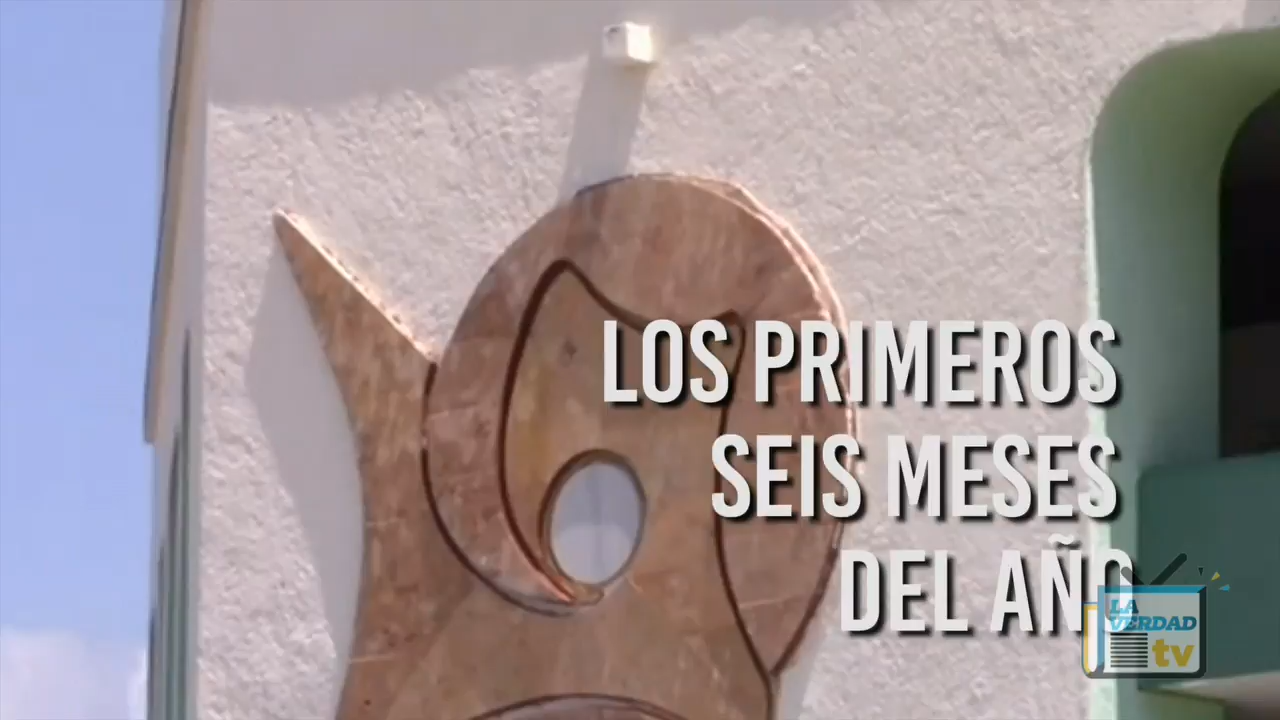 LOS PRIMEROS
SEIS MESES
DEL AÑO
LA
VERDAD
tv